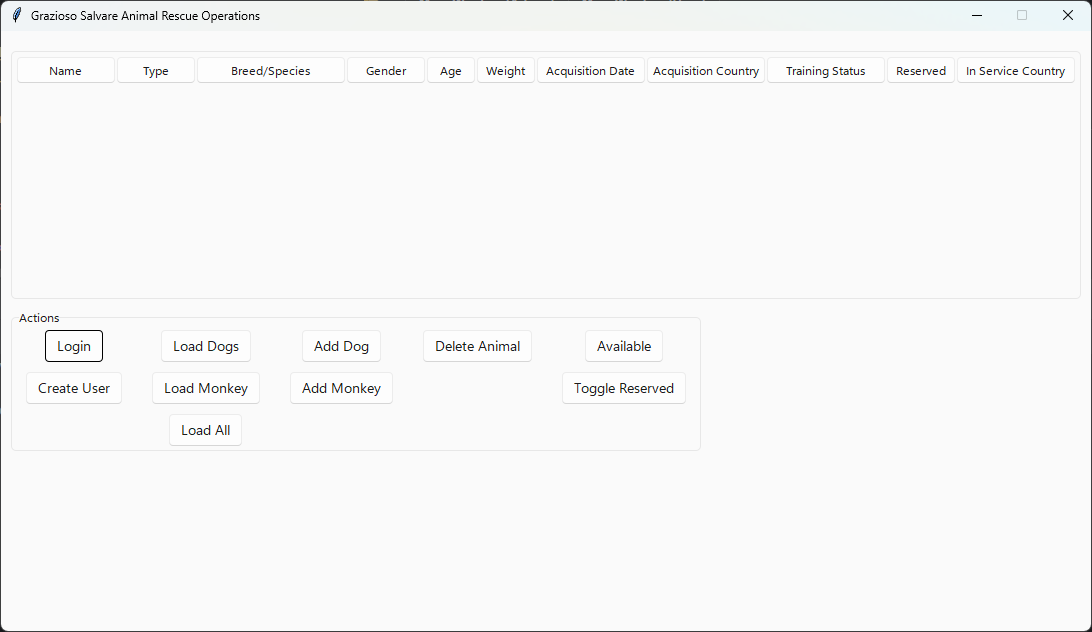 Grazioso Salvare Animal Rescue Operations
Name Type Breed/Species Gender Age Weight Acquisition Date Acquisition Country Training Status Reserved In Service Country
Actions
Login Load Dogs Add Dog Delete Animal Available
Create User Load Monkey Add Monkey Toggle Reserved
Load All